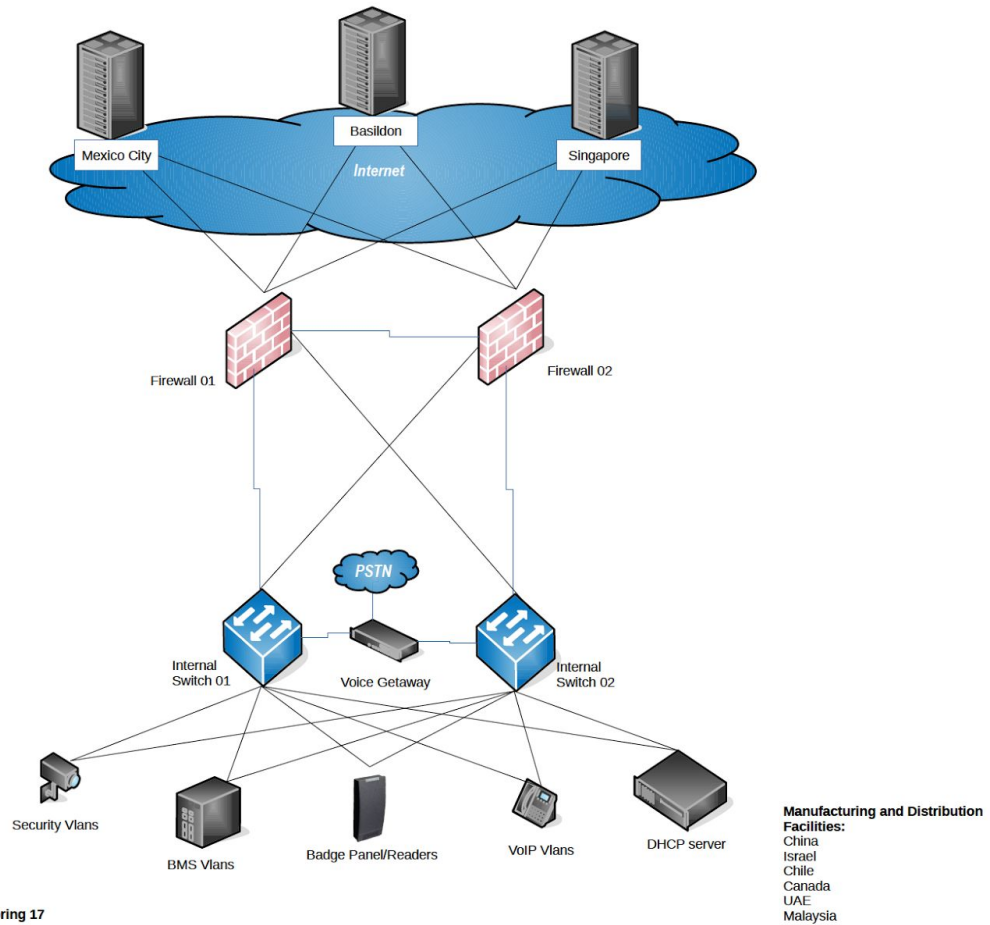 Mexico City
Basildon
Singapore
Internet
Firewall 01
Firewall 02
PSTN
Internal
Switch 01
Voice Getaway
Internal
Switch 02
Security Vlans
BMS Vlans
Badge Panel/Readers
VoIP Vlans
DHCP server
Manufacturing and Distribution
Facilities:
China
Israel
Chile
Canada
UAE
Malaysia
ring 17